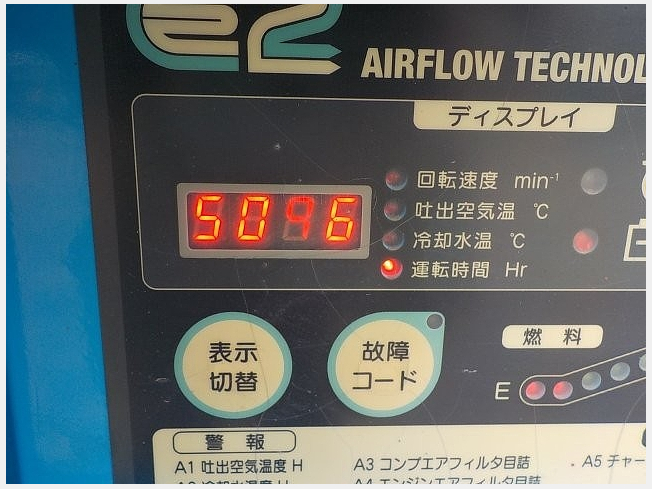 e2
AIRFLOW TECHNOL
ディスプレイ
5096
回転速度 min⁻¹
吐出空気温 ℃
冷却水温 ℃
運転時間 Hr
表示
切替
故障
コード
燃料
E
警報
A1 吐出空気温度 H
A3 コンプエアフィルタ目詰
A5 チャー
A4 エンジンエアフィルタ目詰